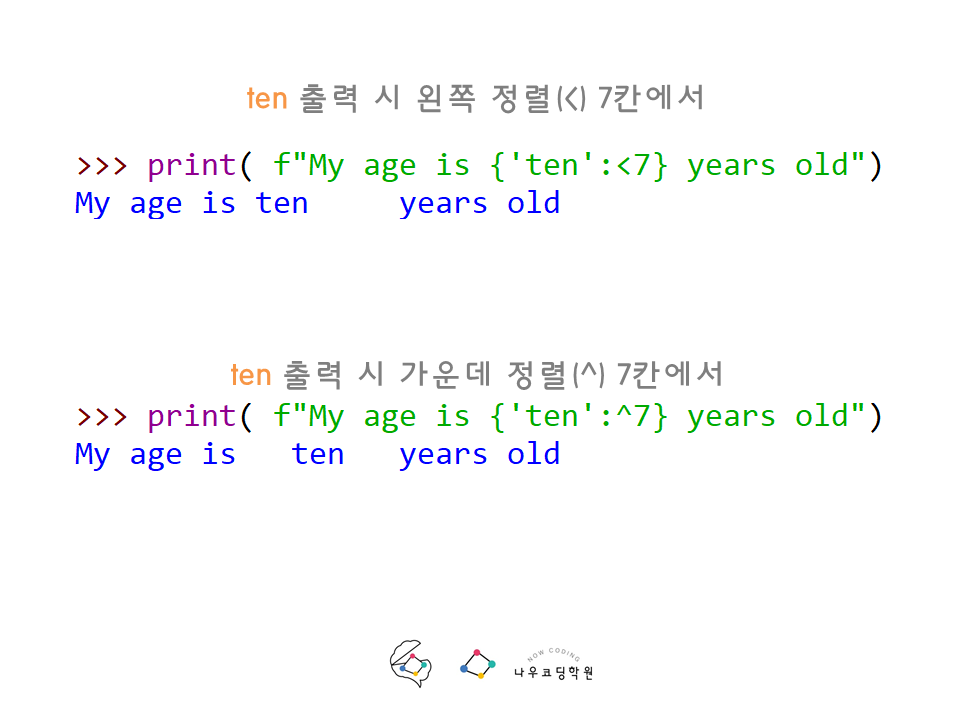 ten 출력 시 왼쪽 정렬(<) 7칸에서
>>> print( f"My age is {'ten':<7} years old")
My age is ten     years old
ten 출력 시 가운데 정렬(^) 7칸에서
>>> print( f"My age is {'ten':^7} years old")
My age is   ten   years old
NOW CODING
나우코딩학원